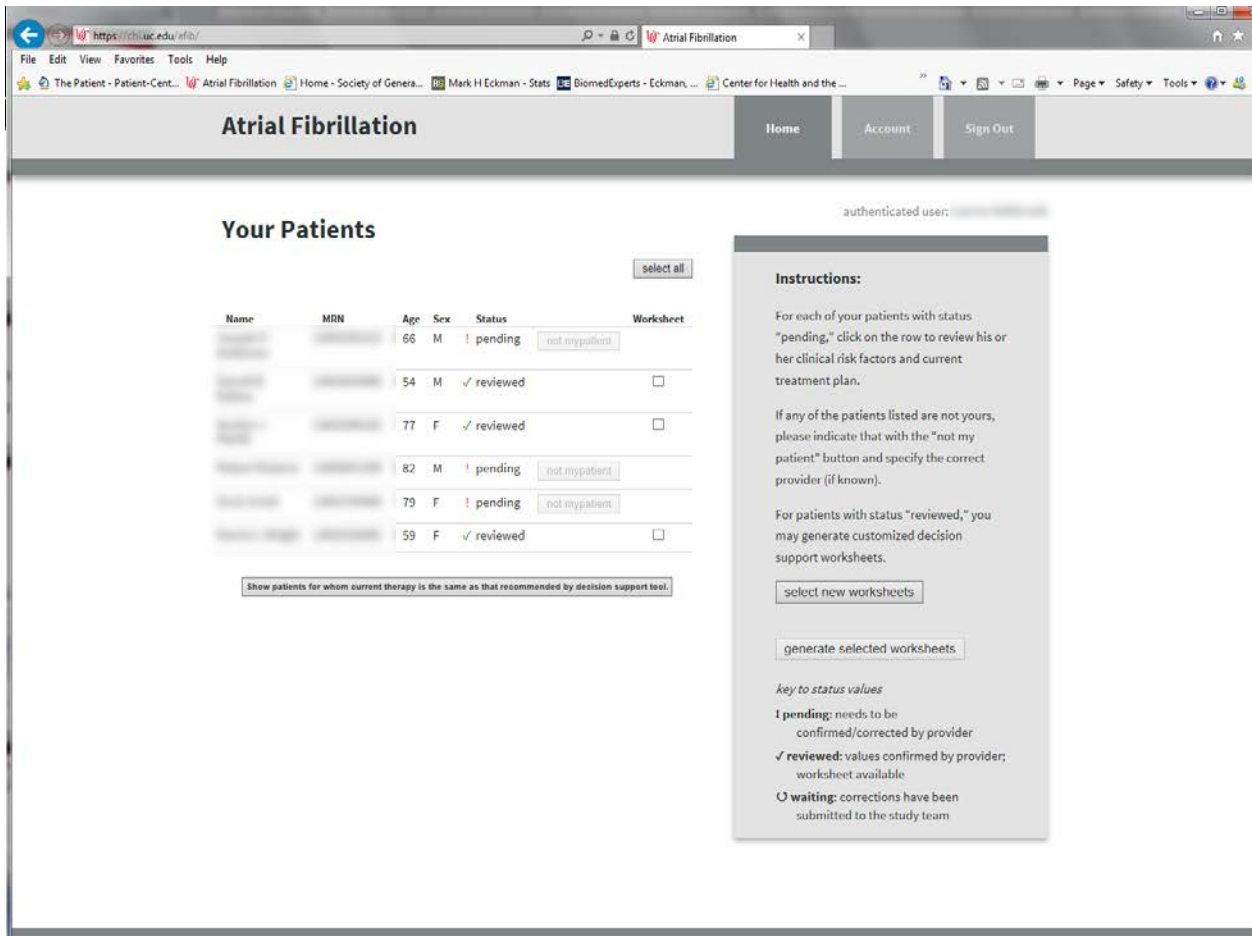 https://chi.uc.edu/afib/
Atrial Fibrillation
File Edit View Favorites Tools Help
The Patient - Patient-Cent... Atrial Fibrillation Home - Society of Genera... Mark H Eckman - Stats BiomedExperts - Eckman, ... Center for Health and the ... Page Safety Tools
Atrial Fibrillation
Home Account Sign Out
authenticated user:
Your Patients
select all
Name MRN Age Sex Status Worksheet
66 M ! pending not mypatient
54 M ✓ reviewed
77 F ✓ reviewed
82 M ! pending not mypatient
79 F ! pending not mypatient
59 F ✓ reviewed
Show patients for whom current therapy is the same as that recommended by decision support tool.
Instructions:
For each of your patients with status
"pending," click on the row to review his or
her clinical risk factors and current
treatment plan.
If any of the patients listed are not yours,
please indicate that with the "not my
patient" button and specify the correct
provider (if known).
For patients with status "reviewed," you
may generate customized decision
support worksheets.
select new worksheets
generate selected worksheets
key to status values
! pending: needs to be
confirmed/corrected by provider
✓ reviewed: values confirmed by provider;
worksheet available
waiting: corrections have been
submitted to the study team